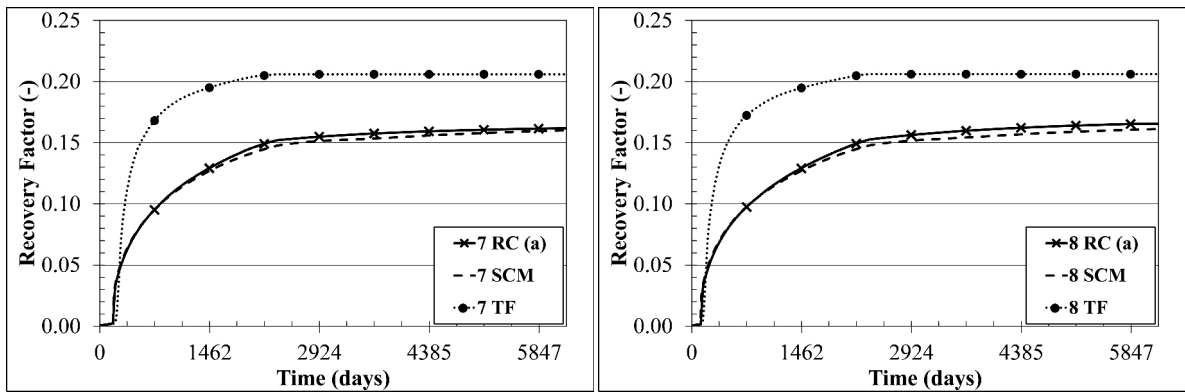 0.25
0.20
0.15
0.10
0.05
0.00
Recovery Factor (-)
0 1462 2924 4385 5847
Time (days)
7 RC (a)
7 SCM
7 TF
0.25
0.20
0.15
0.10
0.05
0.00
Recovery Factor (-)
0 1462 2924 4385 5847
Time (days)
8 RC (a)
8 SCM
8 TF